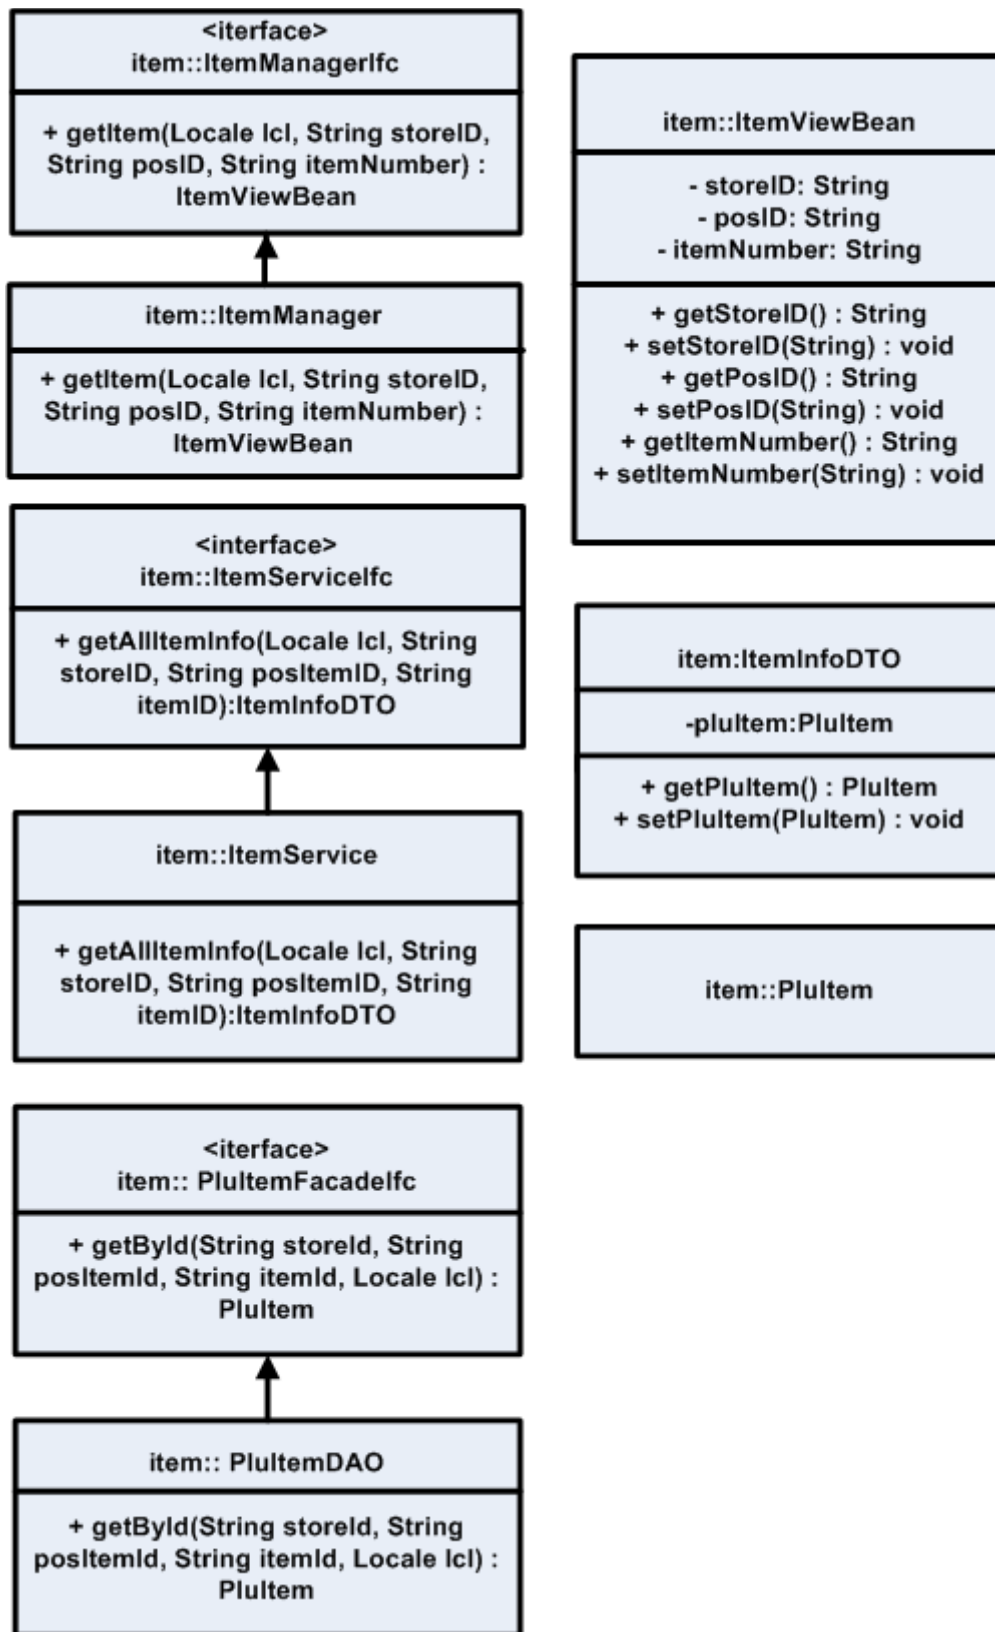 <iterface>
item::ItemManagerIfc
+ getItem(Locale lcl, String storeID,
String posID, String itemNumber) :
ItemViewBean
item::ItemManager
+ getItem(Locale lcl, String storeID,
String posID, String itemNumber) :
ItemViewBean
<interface>
item::ItemServiceIfc
+ getAllItemInfo(Locale lcl, String
storeID, String posItemID, String
itemID):ItemInfoDTO
item::ItemService
+ getAllItemInfo(Locale lcl, String
storeID, String posItemID, String
itemID):ItemInfoDTO
<iterface>
item:: PluItemFacadeIfc
+ getById(String storeId, String
posItemId, String itemId, Locale lcl) :
PluItem
item:: PluItemDAO
+ getById(String storeId, String
posItemId, String itemId, Locale lcl) :
PluItem
item::ItemViewBean
- storeID: String
- posID: String
- itemNumber: String
+ getStoreID() : String
+ setStoreID(String) : void
+ getPosID() : String
+ setPosID(String) : void
+ getItemNumber() : String
+ setItemNumber(String) : void
item:ItemInfoDTO
-pluItem:PluItem
+ getPluItem() : PluItem
+ setPluItem(PluItem) : void
item::PluItem